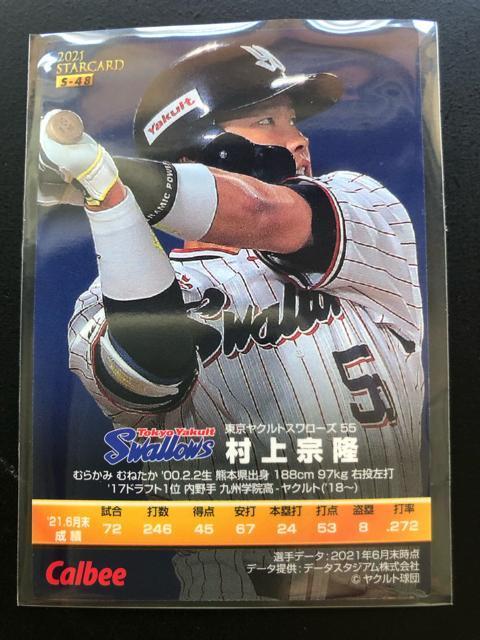 2021
STARCARD
S-48
Yakult
Swallows
5
Tokyo Yakult
Swallows
東京ヤクルトスワローズ 55
村上宗隆
むらかみ むねたか '00.2.2生 熊本県出身 188cm 97kg 右投左打
'17ドラフト1位 内野手 九州学院高-ヤクルト('18〜)
'21.6月末成績 試合 打数 得点 安打 本塁打 打点 盗塁 打率
72 246 45 67 24 53 8 .272
Calbee
選手データ:2021年6月末時点
データ提供:データスタジアム株式会社
©ヤクルト球団